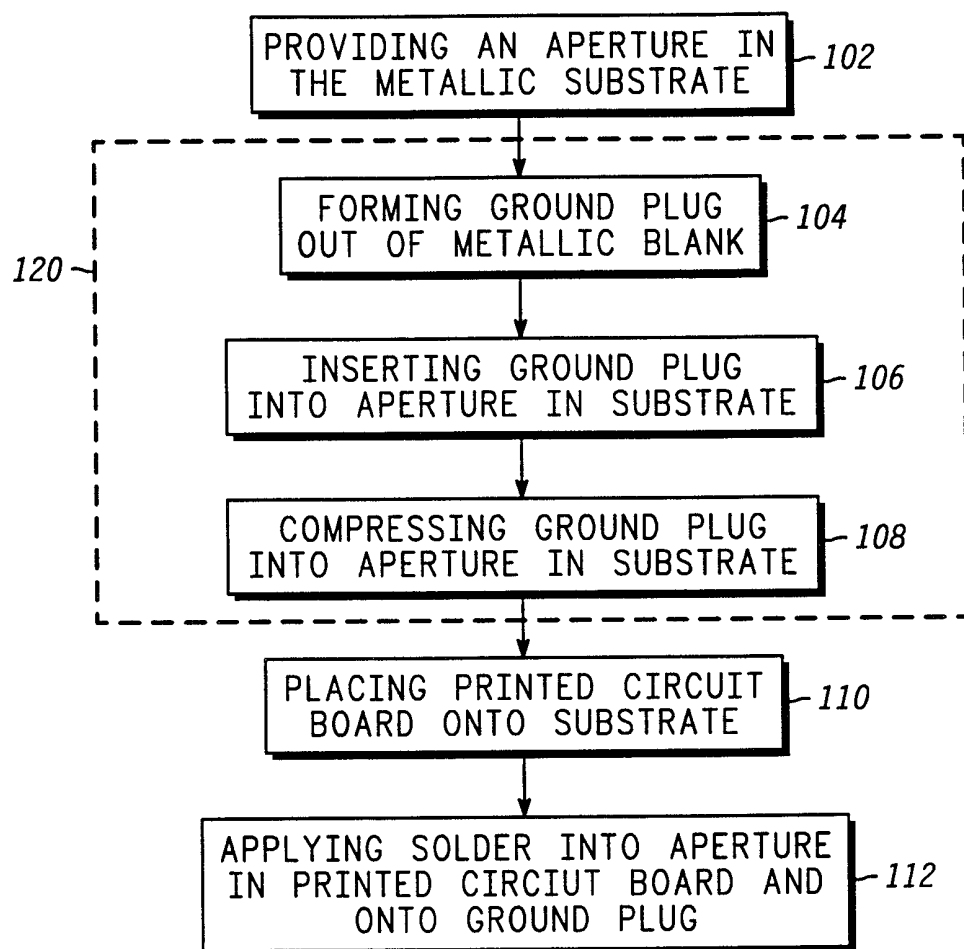 PROVIDING AN APERTURE IN
THE METALLIC SUBSTRATE
102
FORMING GROUND PLUG
OUT OF METALLIC BLANK
104
120
INSERTING GROUND PLUG
INTO APERTURE IN SUBSTRATE
106
COMPRESSING GROUND PLUG
INTO APERTURE IN SUBSTRATE
108
PLACING PRINTED CIRCUIT
BOARD ONTO SUBSTRATE
110
APPLYING SOLDER INTO APERTURE
IN PRINTED CIRCIUT BOARD AND
ONTO GROUND PLUG
112